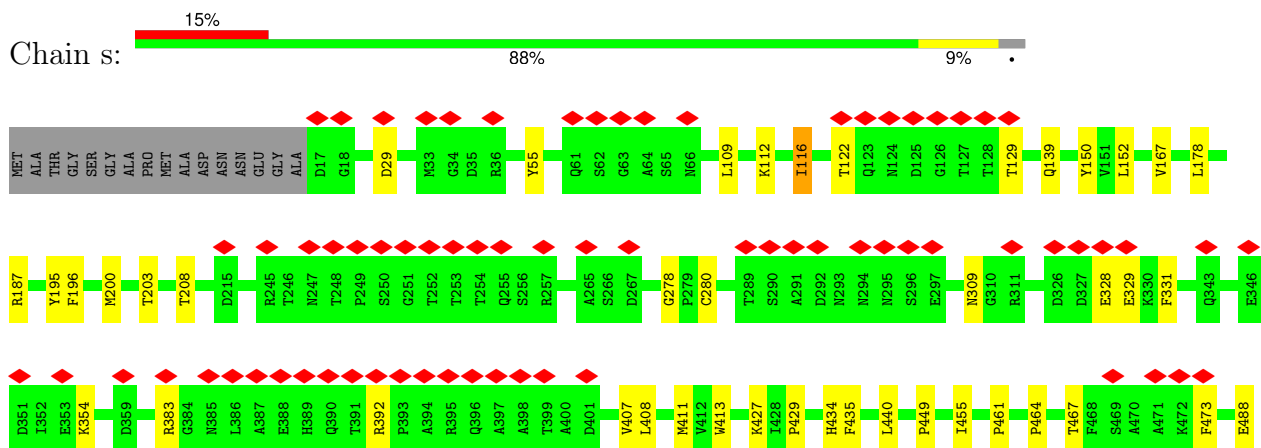 15%
Chain s:
88%
9%
•
MET ALA THR GLY SER GLY ALA PRO MET ALA ASP ASN ASN GLU GLY ALA D17 G18 D29 M33 G34 D35 R36 Y55 Q61 S62 G63 A64 S65 N66 L109 K112 I116 T122 Q123 N124 D125 G126 T127 T128 T129 Q139 Y150 V151 L152 V167 L178
R187 Y195 F196 M200 T203 T208 D215 R245 T246 N247 T248 P249 S250 G251 T252 T253 T254 Q255 S256 R257 A265 S266 D267 G278 P279 C280 T289 S290 A291 D292 N293 N294 N295 S296 E297 N309 G310 R311 D326 D327 E328 E329 K330 F331 Q343 E346
D351 I352 E353 K354 D359 R383 G384 N385 L386 A387 E388 H389 Q390 T391 R392 P393 A394 R395 Q396 A397 A398 T399 A400 D401 V407 L408 M411 V412 W413 K427 I428 P429 H434 F435 L440 P449 I455 P461 P464 T467 F468 S469 A470 A471 K472 F473 E488